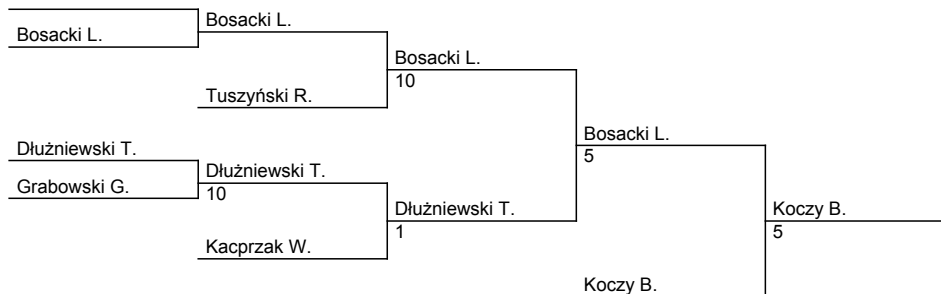 Bosacki L.
Bosacki L.
Bosacki L.
10
Tuszyński R.
Bosacki L.
5
Dłużniewski T.
Dłużniewski T.
10
Grabowski G.
Dłużniewski T.
1
Koczy B.
5
Kacprzak W.
Koczy B.